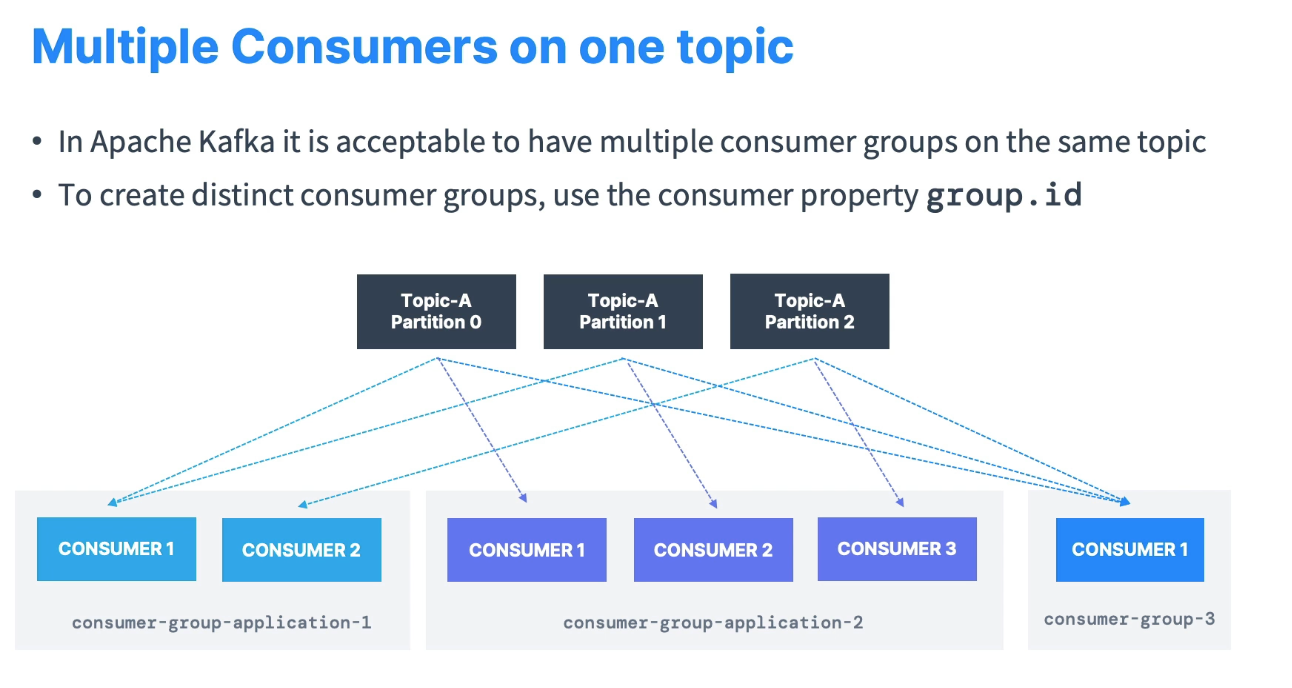 Multiple Consumers on one topic
• In Apache Kafka it is acceptable to have multiple consumer groups on the same topic
• To create distinct consumer groups, use the consumer property group.id
Topic-A
Partition 0
Topic-A
Partition 1
Topic-A
Partition 2
CONSUMER 1
CONSUMER 2
consumer-group-application-1
CONSUMER 1
CONSUMER 2
CONSUMER 3
consumer-group-application-2
CONSUMER 1
consumer-group-3